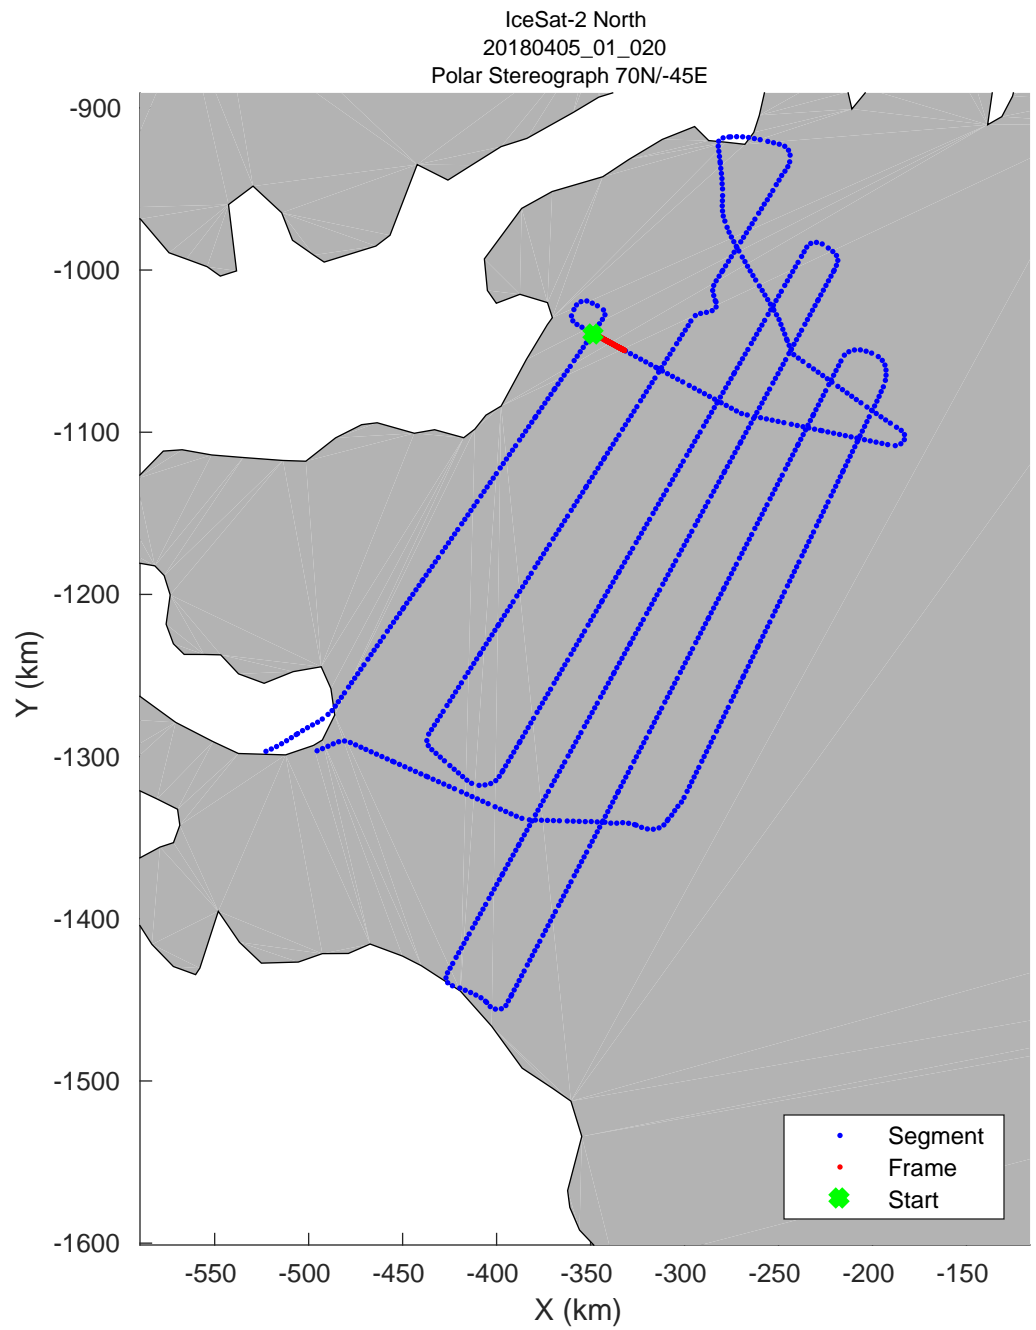 IceSat-2 North
20180405_01_020
Polar Stereograph 70N/-45E
-900
-1000
-1100
-1200
-1300
-1400
-1500
-1600
Y (km)
-550 -500 -450 -400 -350 -300 -250 -200 -150
X (km)
Segment
Frame
Start